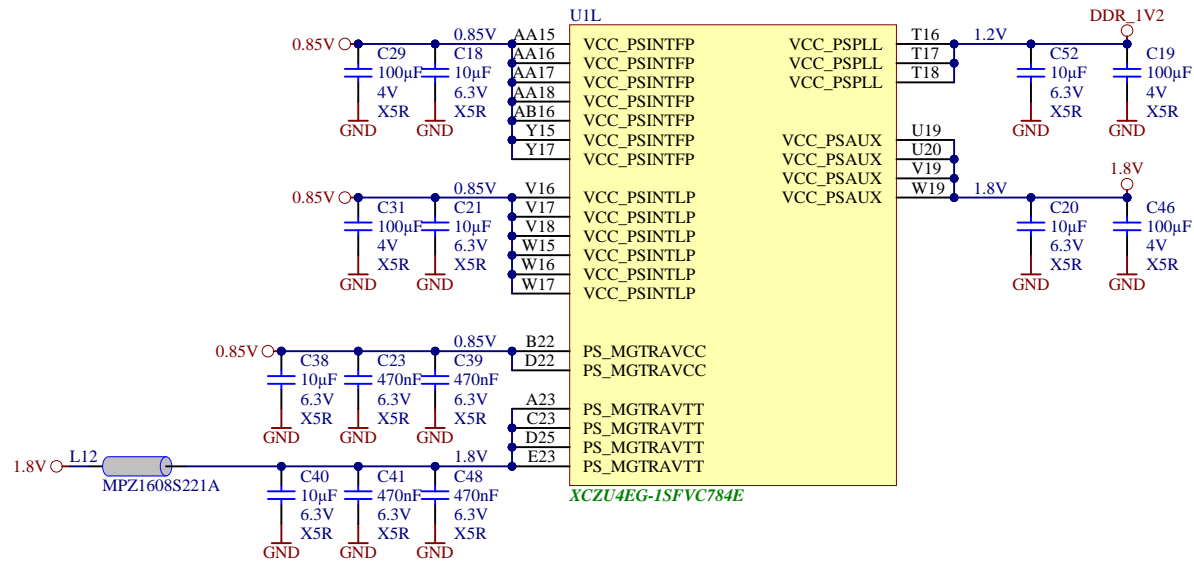 U1L
DDR_1V2
0.85V
0.85V
AA15
VCC_PSINTFP
VCC_PSPLL
T16
1.2V
C29
100µF
4V
X5R
GND
C18
10µF
6.3V
X5R
GND
AA16
VCC_PSINTFP
VCC_PSPLL
T17
AA17
VCC_PSINTFP
VCC_PSPLL
T18
C52
10µF
6.3V
X5R
GND
C19
100µF
4V
X5R
GND
AA18
VCC_PSINTFP
AB16
VCC_PSINTFP
Y15
VCC_PSINTFP
VCC_PSAUX
U19
Y17
VCC_PSINTFP
VCC_PSAUX
U20
VCC_PSAUX
V19
1.8V
0.85V
0.85V
V16
VCC_PSINTLP
VCC_PSAUX
W19
1.8V
C31
100µF
4V
X5R
GND
C21
10µF
6.3V
X5R
GND
V17
VCC_PSINTLP
V18
VCC_PSINTLP
W15
VCC_PSINTLP
W16
VCC_PSINTLP
W17
VCC_PSINTLP
C20
10µF
6.3V
X5R
GND
C46
100µF
4V
X5R
GND
0.85V
0.85V
B22
PS_MGTRAVCC
D22
PS_MGTRAVCC
C38
10µF
6.3V
X5R
GND
C23
470nF
6.3V
X5R
GND
C39
470nF
6.3V
X5R
GND
A23
PS_MGTRAVTT
C23
PS_MGTRAVTT
D25
PS_MGTRAVTT
1.8V
L12
MPZ1608S221A
1.8V
E23
PS_MGTRAVTT
C40
10µF
6.3V
X5R
GND
C41
470nF
6.3V
X5R
GND
C48
470nF
6.3V
X5R
GND
XCZU4EG-1SFVC784E